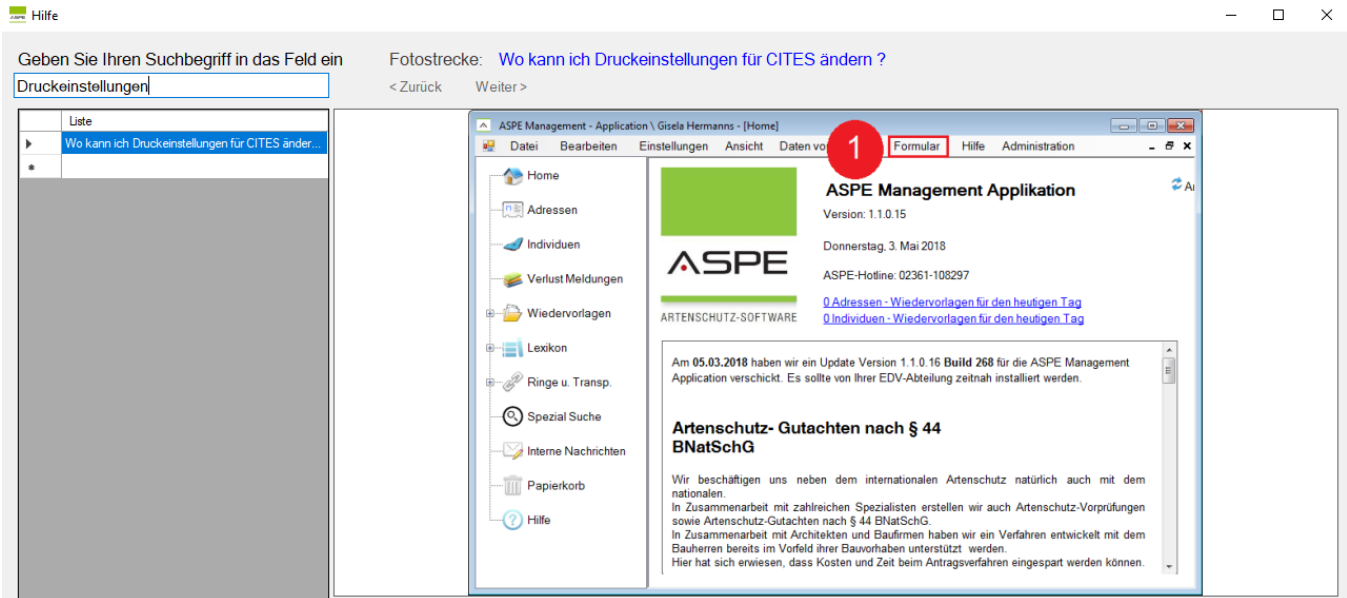 Hilfe
Geben Sie Ihren Suchbegriff in das Feld ein
Druckeinstellungen
Fotostrecke: Wo kann ich Druckeinstellungen für CITES ändern ?
< Zurück Weiter >
Liste
Wo kann ich Druckeinstellungen für CITES änder...
ASPE Management - Application \ Gisela Hermanns - [Home]
Datei Bearbeiten Einstellungen Ansicht Daten vo 1 Formular Hilfe Administration
Home
Adressen
Individuen
Verlust Meldungen
Wiedervorlagen
Lexikon
Ringe u. Transp.
Spezial Suche
Interne Nachrichten
Papierkorb
Hilfe
ASPE
ARTENSCHUTZ-SOFTWARE
ASPE Management Applikation
Version: 1.1.0.15
Donnerstag, 3. Mai 2018
ASPE-Hotline: 02361-108297
0 Adressen - Wiedervorlagen für den heutigen Tag
0 Individuen - Wiedervorlagen für den heutigen Tag
Am 05.03.2018 haben wir ein Update Version 1.1.0.16 Build 268 für die ASPE Management
Application verschickt. Es sollte von Ihrer EDV-Abteilung zeitnah installiert werden.
Artenschutz- Gutachten nach § 44
BNatSchG
Wir beschäftigen uns neben dem internationalen Artenschutz natürlich auch mit dem
nationalen.
In Zusammenarbeit mit zahlreichen Spezialisten erstellen wir auch Artenschutz-Vorprüfungen
sowie Artenschutz-Gutachten nach § 44 BNatSchG.
In Zusammenarbeit mit Architekten und Baufirmen haben wir ein Verfahren entwickelt mit dem
Bauherren bereits im Vorfeld ihrer Bauvorhaben unterstützt werden.
Hier hat sich erwiesen, dass Kosten und Zeit beim Antragsverfahren eingespart werden können.